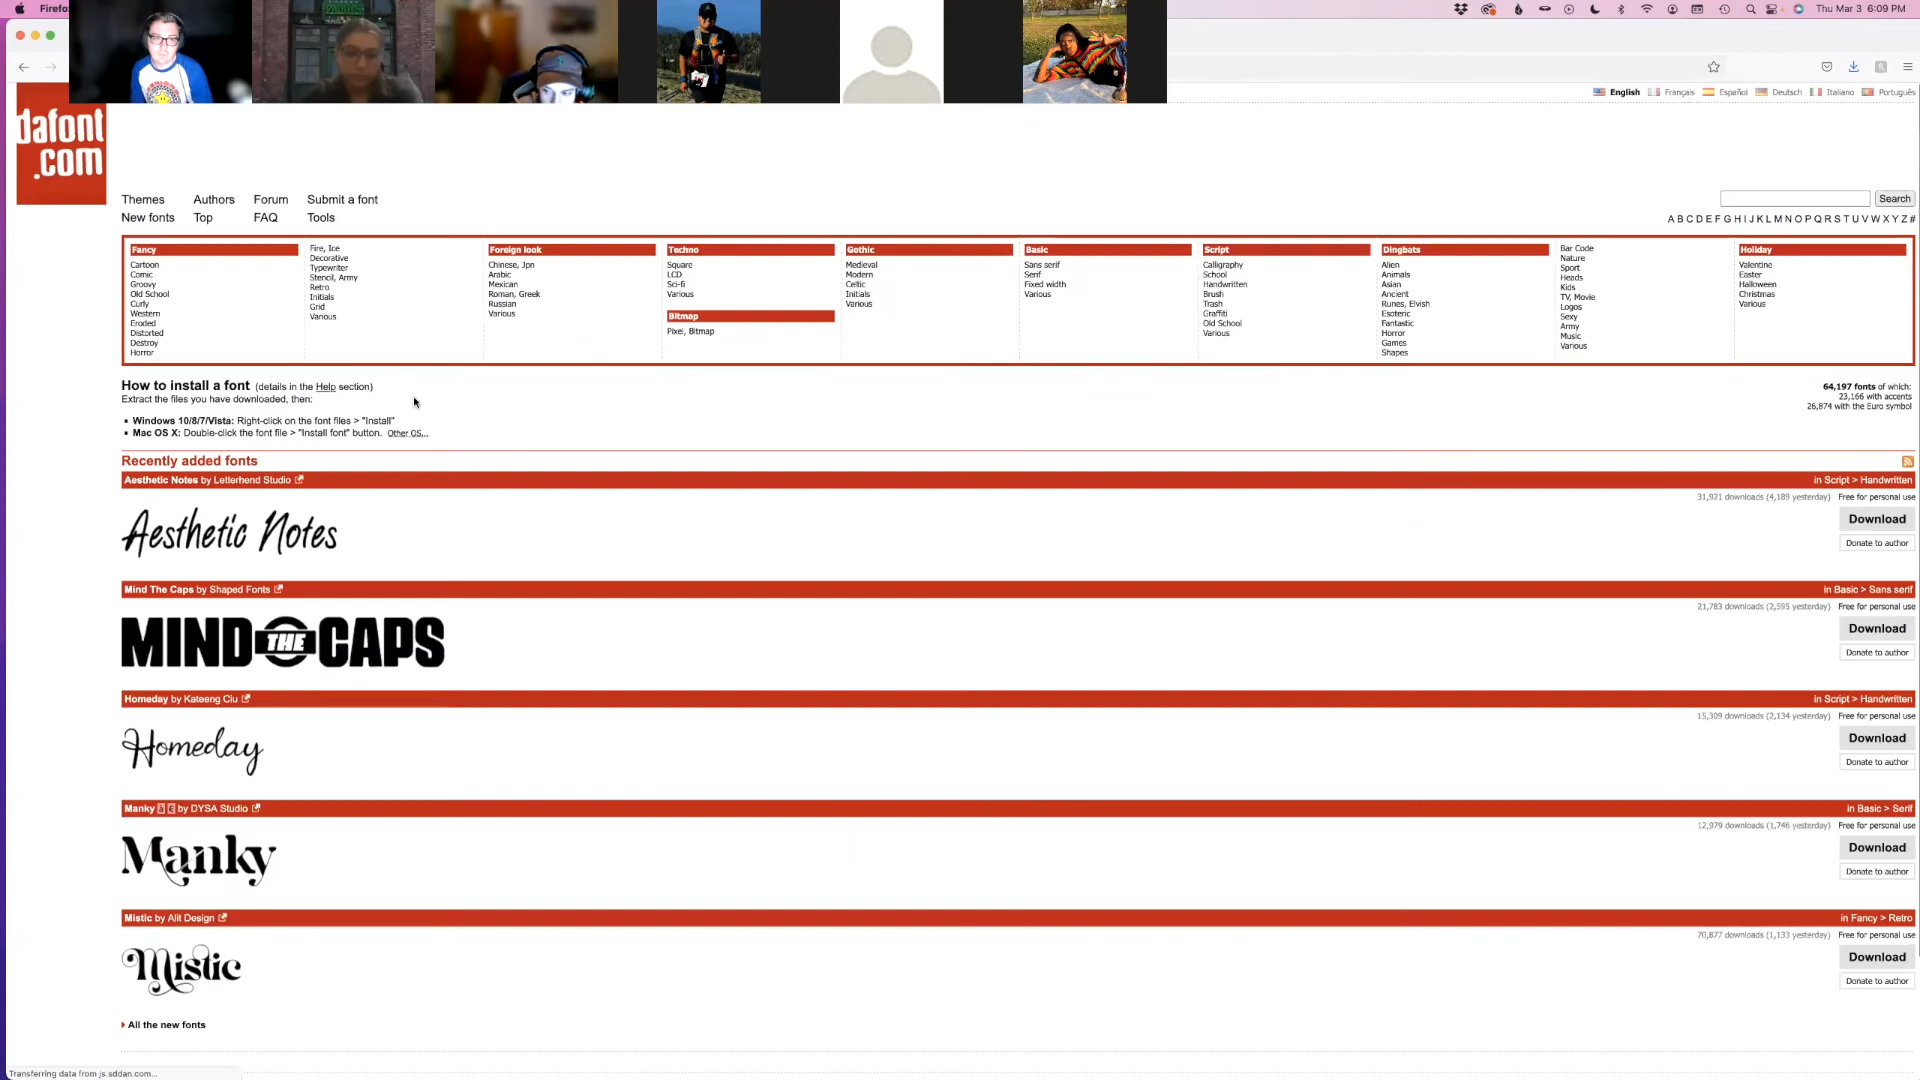 Firefo
Thu Mar 3 6:09 PM
English Français Español Deutsch Italiano Português
dafont
.com
Themes Authors Forum Submit a font
New fonts Top FAQ Tools
Search
A B C D E F G H I J K L M N O P Q R S T U V W X Y Z #
Fancy
Cartoon
Comic
Groovy
Old School
Curly
Western
Eroded
Distorted
Destroy
Horror
Fire, Ice
Decorative
Typewriter
Stencil, Army
Retro
Initials
Grid
Various
Foreign look
Chinese, Jpn
Arabic
Mexican
Roman, Greek
Russian
Various
Techno
Square
LCD
Sci-fi
Various
Bitmap
Pixel, Bitmap
Gothic
Medieval
Modern
Celtic
Initials
Various
Basic
Sans serif
Serif
Fixed width
Various
Script
Calligraphy
School
Handwritten
Brush
Trash
Graffiti
Old School
Various
Dingbats
Alien
Animals
Asian
Ancient
Runes, Elvish
Esoteric
Fantastic
Horror
Games
Shapes
Bar Code
Nature
Sport
Heads
Kids
TV, Movie
Logos
Sexy
Army
Music
Various
Holiday
Valentine
Easter
Halloween
Christmas
Various
How to install a font (details in the Help section)
Extract the files you have downloaded, then:
Windows 10/8/7/Vista: Right-click on the font files > "Install"
Mac OS X: Double-click the font file > "Install font" button. Other OS...
64,197 fonts of which:
23,166 with accents
26,874 with the Euro symbol
Recently added fonts
Aesthetic Notes by Letterhend Studio in Script > Handwritten
31,921 downloads (4,189 yesterday) Free for personal use
Aesthetic Notes
Download
Donate to author
Mind The Caps by Shaped Fonts in Basic > Sans serif
21,783 downloads (2,595 yesterday) Free for personal use
MIND THE CAPS
Download
Donate to author
Homeday by Kateeng Ciu in Script > Handwritten
15,309 downloads (2,134 yesterday) Free for personal use
Homeday
Download
Donate to author
Manky à € by DYSA Studio in Basic > Serif
12,979 downloads (1,746 yesterday) Free for personal use
Manky
Download
Donate to author
Mistic by Alit Design in Fancy > Retro
70,877 downloads (1,133 yesterday) Free for personal use
Mistic
Download
Donate to author
All the new fonts
Transferring data from js.sddan.com...